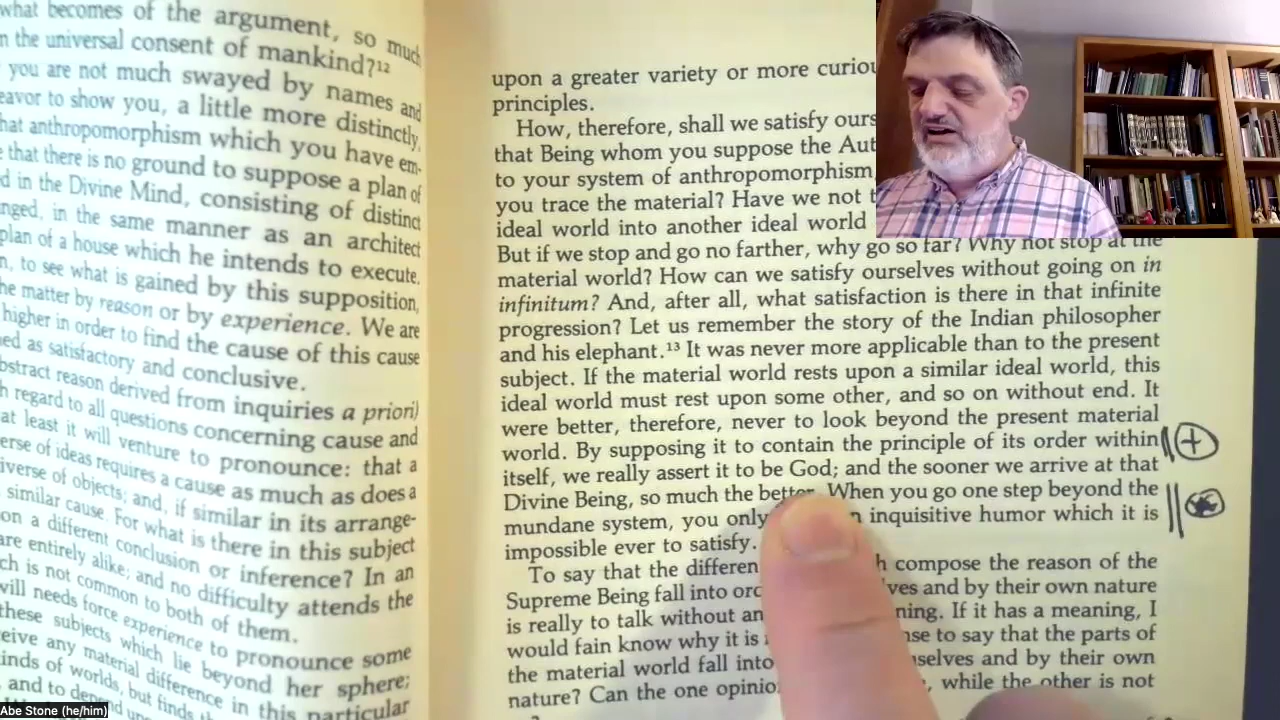 what becomes of the argument, so much
n the universal consent of mankind?12
you are not much swayed by names and
eavor to show you, a little more distinctly,
hat anthropomorphism which you have em-
e that there is no ground to suppose a plan of
d in the Divine Mind, consisting of distinct
nged, in the same manner as an architect
plan of a house which he intends to execute.
n, to see what is gained by this supposition,
he matter by reason or by experience. We are
higher in order to find the cause of this cause
ned as satisfactory and conclusive.
bstract reason derived from inquiries a priori)
h regard to all questions concerning cause and
at least it will venture to pronounce: that a
erse of ideas requires a cause as much as does a
iverse of objects; and, if similar in its arrange-
similar cause. For what is there in this subject
on a different conclusion or inference? In an
are entirely alike; and no difficulty attends the
ch is not common to both of them.
will needs force experience to pronounce some
these subjects which lie beyond her sphere;
ceive any material difference in this particular
inds of worlds, but finds
and to
upon a greater variety or more curiou
principles.
How, therefore, shall we satisfy ours
that Being whom you suppose the Aut
to your system of anthropomorphism,
you trace the material? Have we not t
ideal world into another ideal world
But if we stop and go no farther, why go so far? Why not stop at the
material world? How can we satisfy ourselves without going on in
infinitum? And, after all, what satisfaction is there in that infinite
progression? Let us remember the story of the Indian philosopher
and his elephant.13 It was never more applicable than to the present
subject. If the material world rests upon a similar ideal world, this
ideal world must rest upon some other, and so on without end. It
were better, therefore, never to look beyond the present material
world. By supposing it to contain the principle of its order within
itself, we really assert it to be God; and the sooner we arrive at that
Divine Being, so much the better. When you go one step beyond the
mundane system, you only inquisitive humor which it is
impossible ever to satisfy.
To say that the differen h compose the reason of the
Supreme Being fall into ord ves and by their own nature
is really to talk without an ning. If it has a meaning, I
would fain know why it is nse to say that the parts of
the material world fall into selves and by their own
nature? Can the one opinio , while the other is not
Abe Stone (he/him)